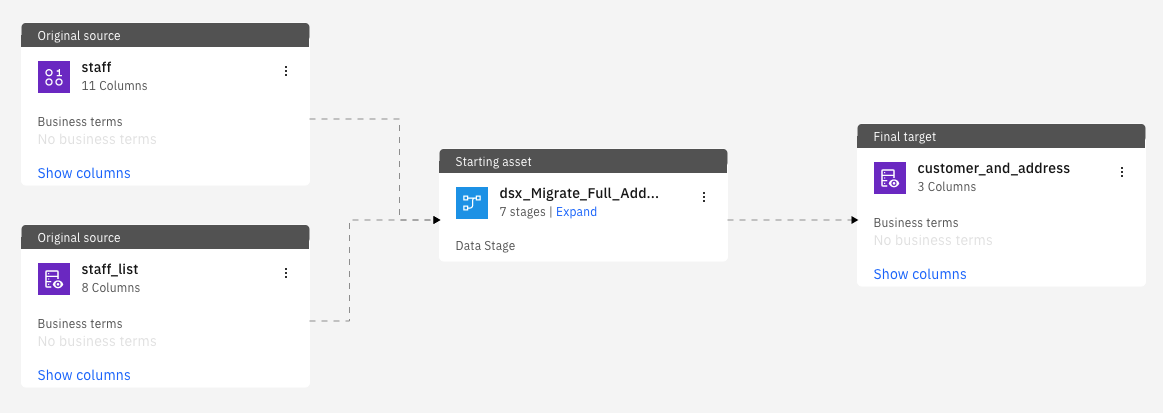 Original source
staff
11 Columns
Business terms
No business terms
Show columns
Original source
staff_list
8 Columns
Business terms
No business terms
Show columns
Starting asset
dsx_Migrate_Full_Add...
7 stages | Expand
Data Stage
Final target
customer_and_address
3 Columns
Business terms
No business terms
Show columns